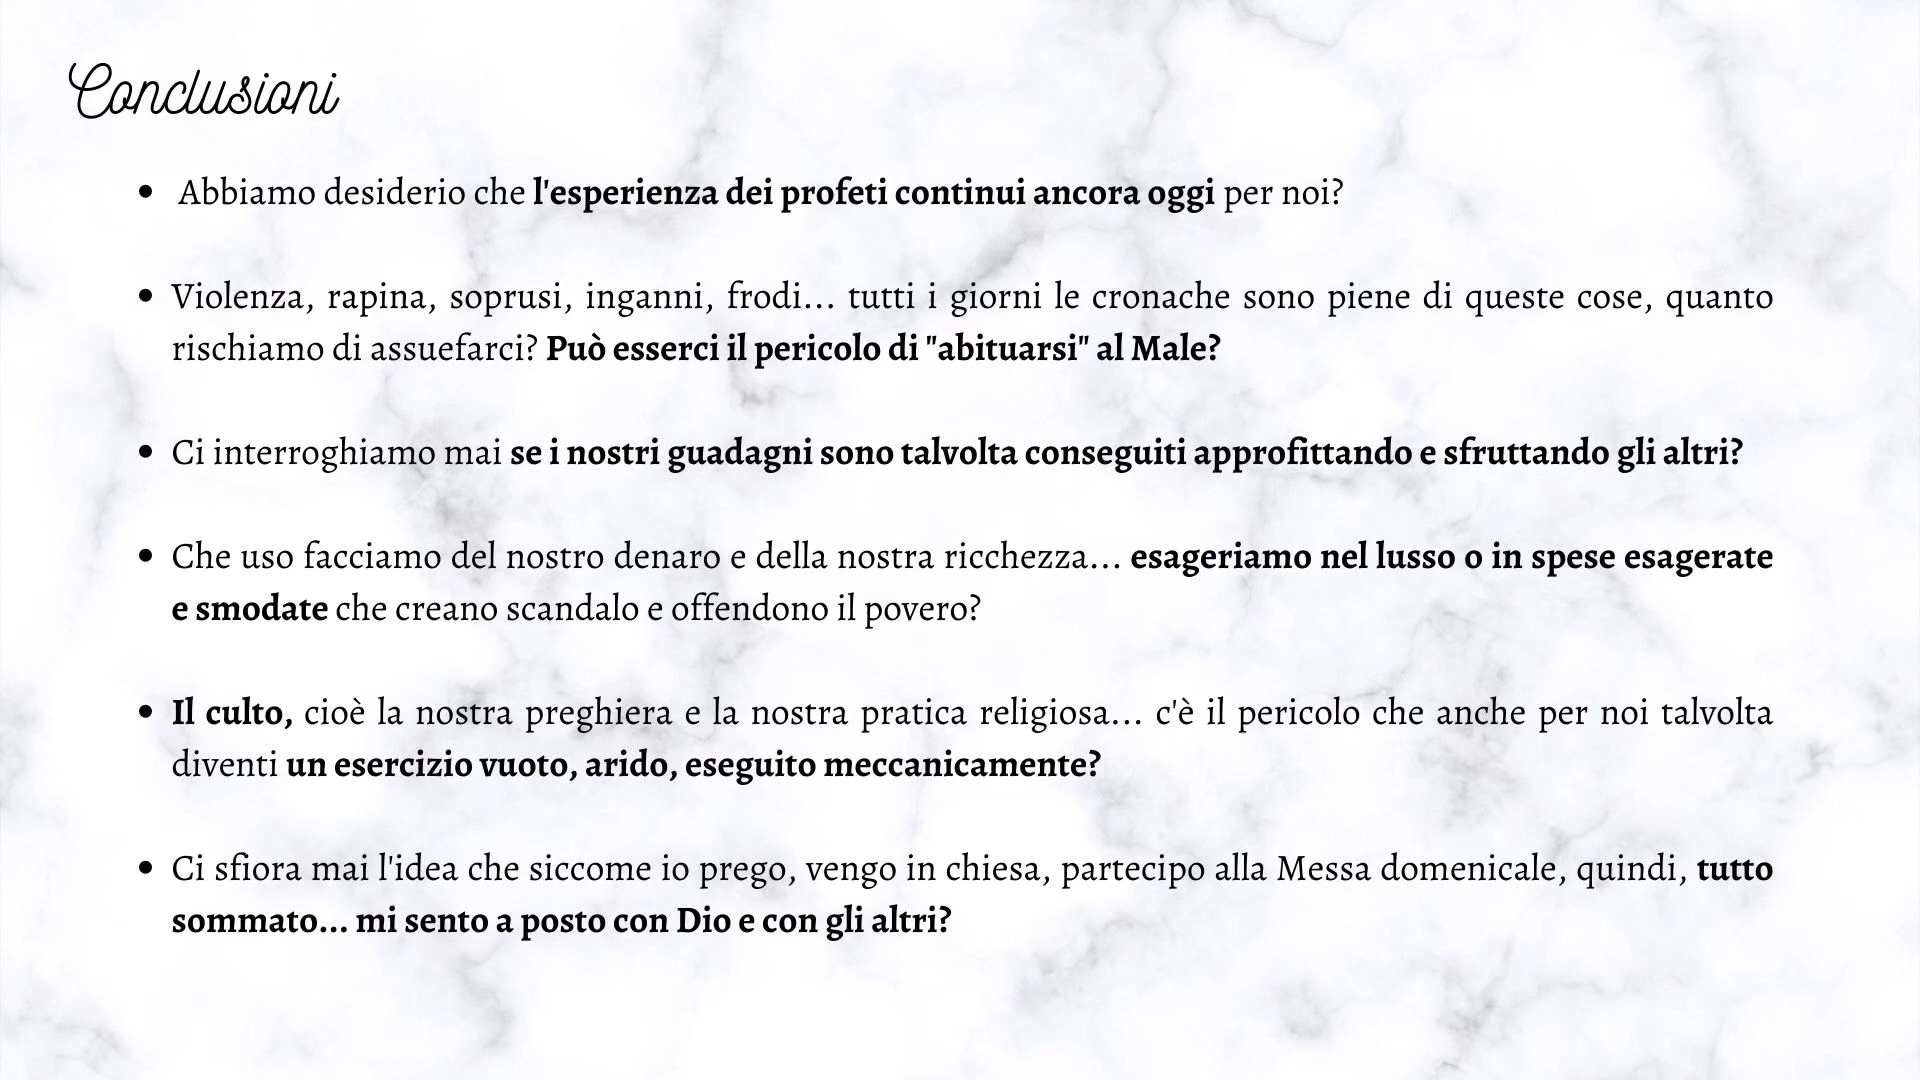 Conclusioni
• Abbiamo desiderio che l'esperienza dei profeti continui ancora oggi per noi?
• Violenza, rapina, soprusi, inganni, frodi... tutti i giorni le cronache sono piene di queste cose, quanto
rischiamo di assuefarci? Può esserci il pericolo di "abituarsi" al Male?
• Ci interroghiamo mai se i nostri guadagni sono talvolta conseguiti approfittando e sfruttando gli altri?
• Che uso facciamo del nostro denaro e della nostra ricchezza... esageriamo nel lusso o in spese esagerate
e smodate che creano scandalo e offendono il povero?
• Il culto, cioè la nostra preghiera e la nostra pratica religiosa... c'è il pericolo che anche per noi talvolta
diventi un esercizio vuoto, arido, eseguito meccanicamente?
• Ci sfiora mai l'idea che siccome io prego, vengo in chiesa, partecipo alla Messa domenicale, quindi, tutto
sommato... mi sento a posto con Dio e con gli altri?